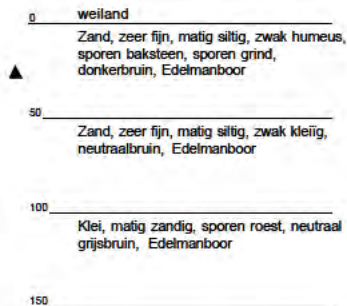 0 weiland
Zand, zeer fijn, matig siltig, zwak humeus,
sporen baksteen, sporen grind,
donkerbruin, Edelmanboor
50
Zand, zeer fijn, matig siltig, zwak kleiïg,
neutraalbruin, Edelmanboor
100
Klei, matig zandig, sporen roest, neutraal
grijsbruin, Edelmanboor
150